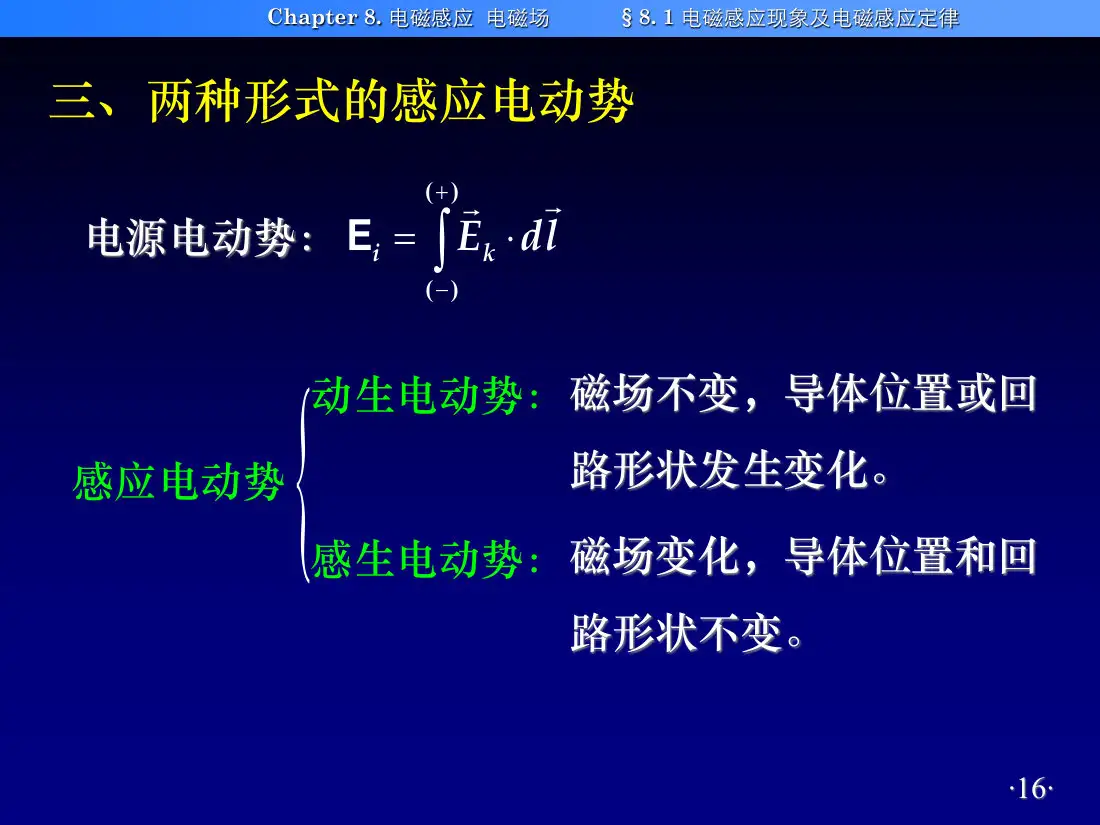 Chapter 8. 电磁感应 电磁场 § 8. 1 电磁感应现象及电磁感应定律
三、两种形式的感应电动势
电源电动势： E_i = ∫_{(−)}^{(+)} \vec{E}_k · d\vec{l}
动生电动势： 磁场不变，导体位置或回
路形状发生变化。
感应电动势
感生电动势： 磁场变化，导体位置和回
路形状不变。
·16·